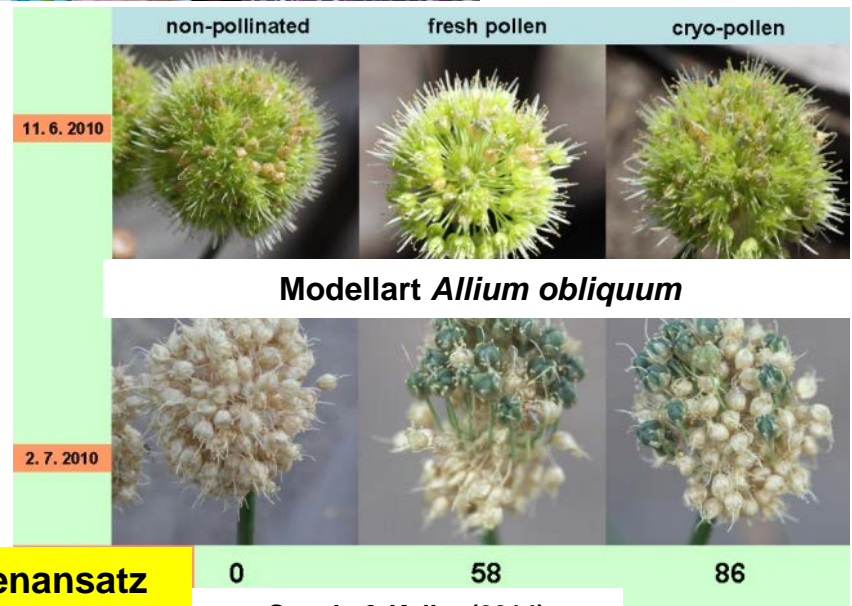 non-pollinated fresh pollen cryo-pollen
11. 6. 2010
Modellart Allium obliquum
2. 7. 2010
enansatz 0 58 86